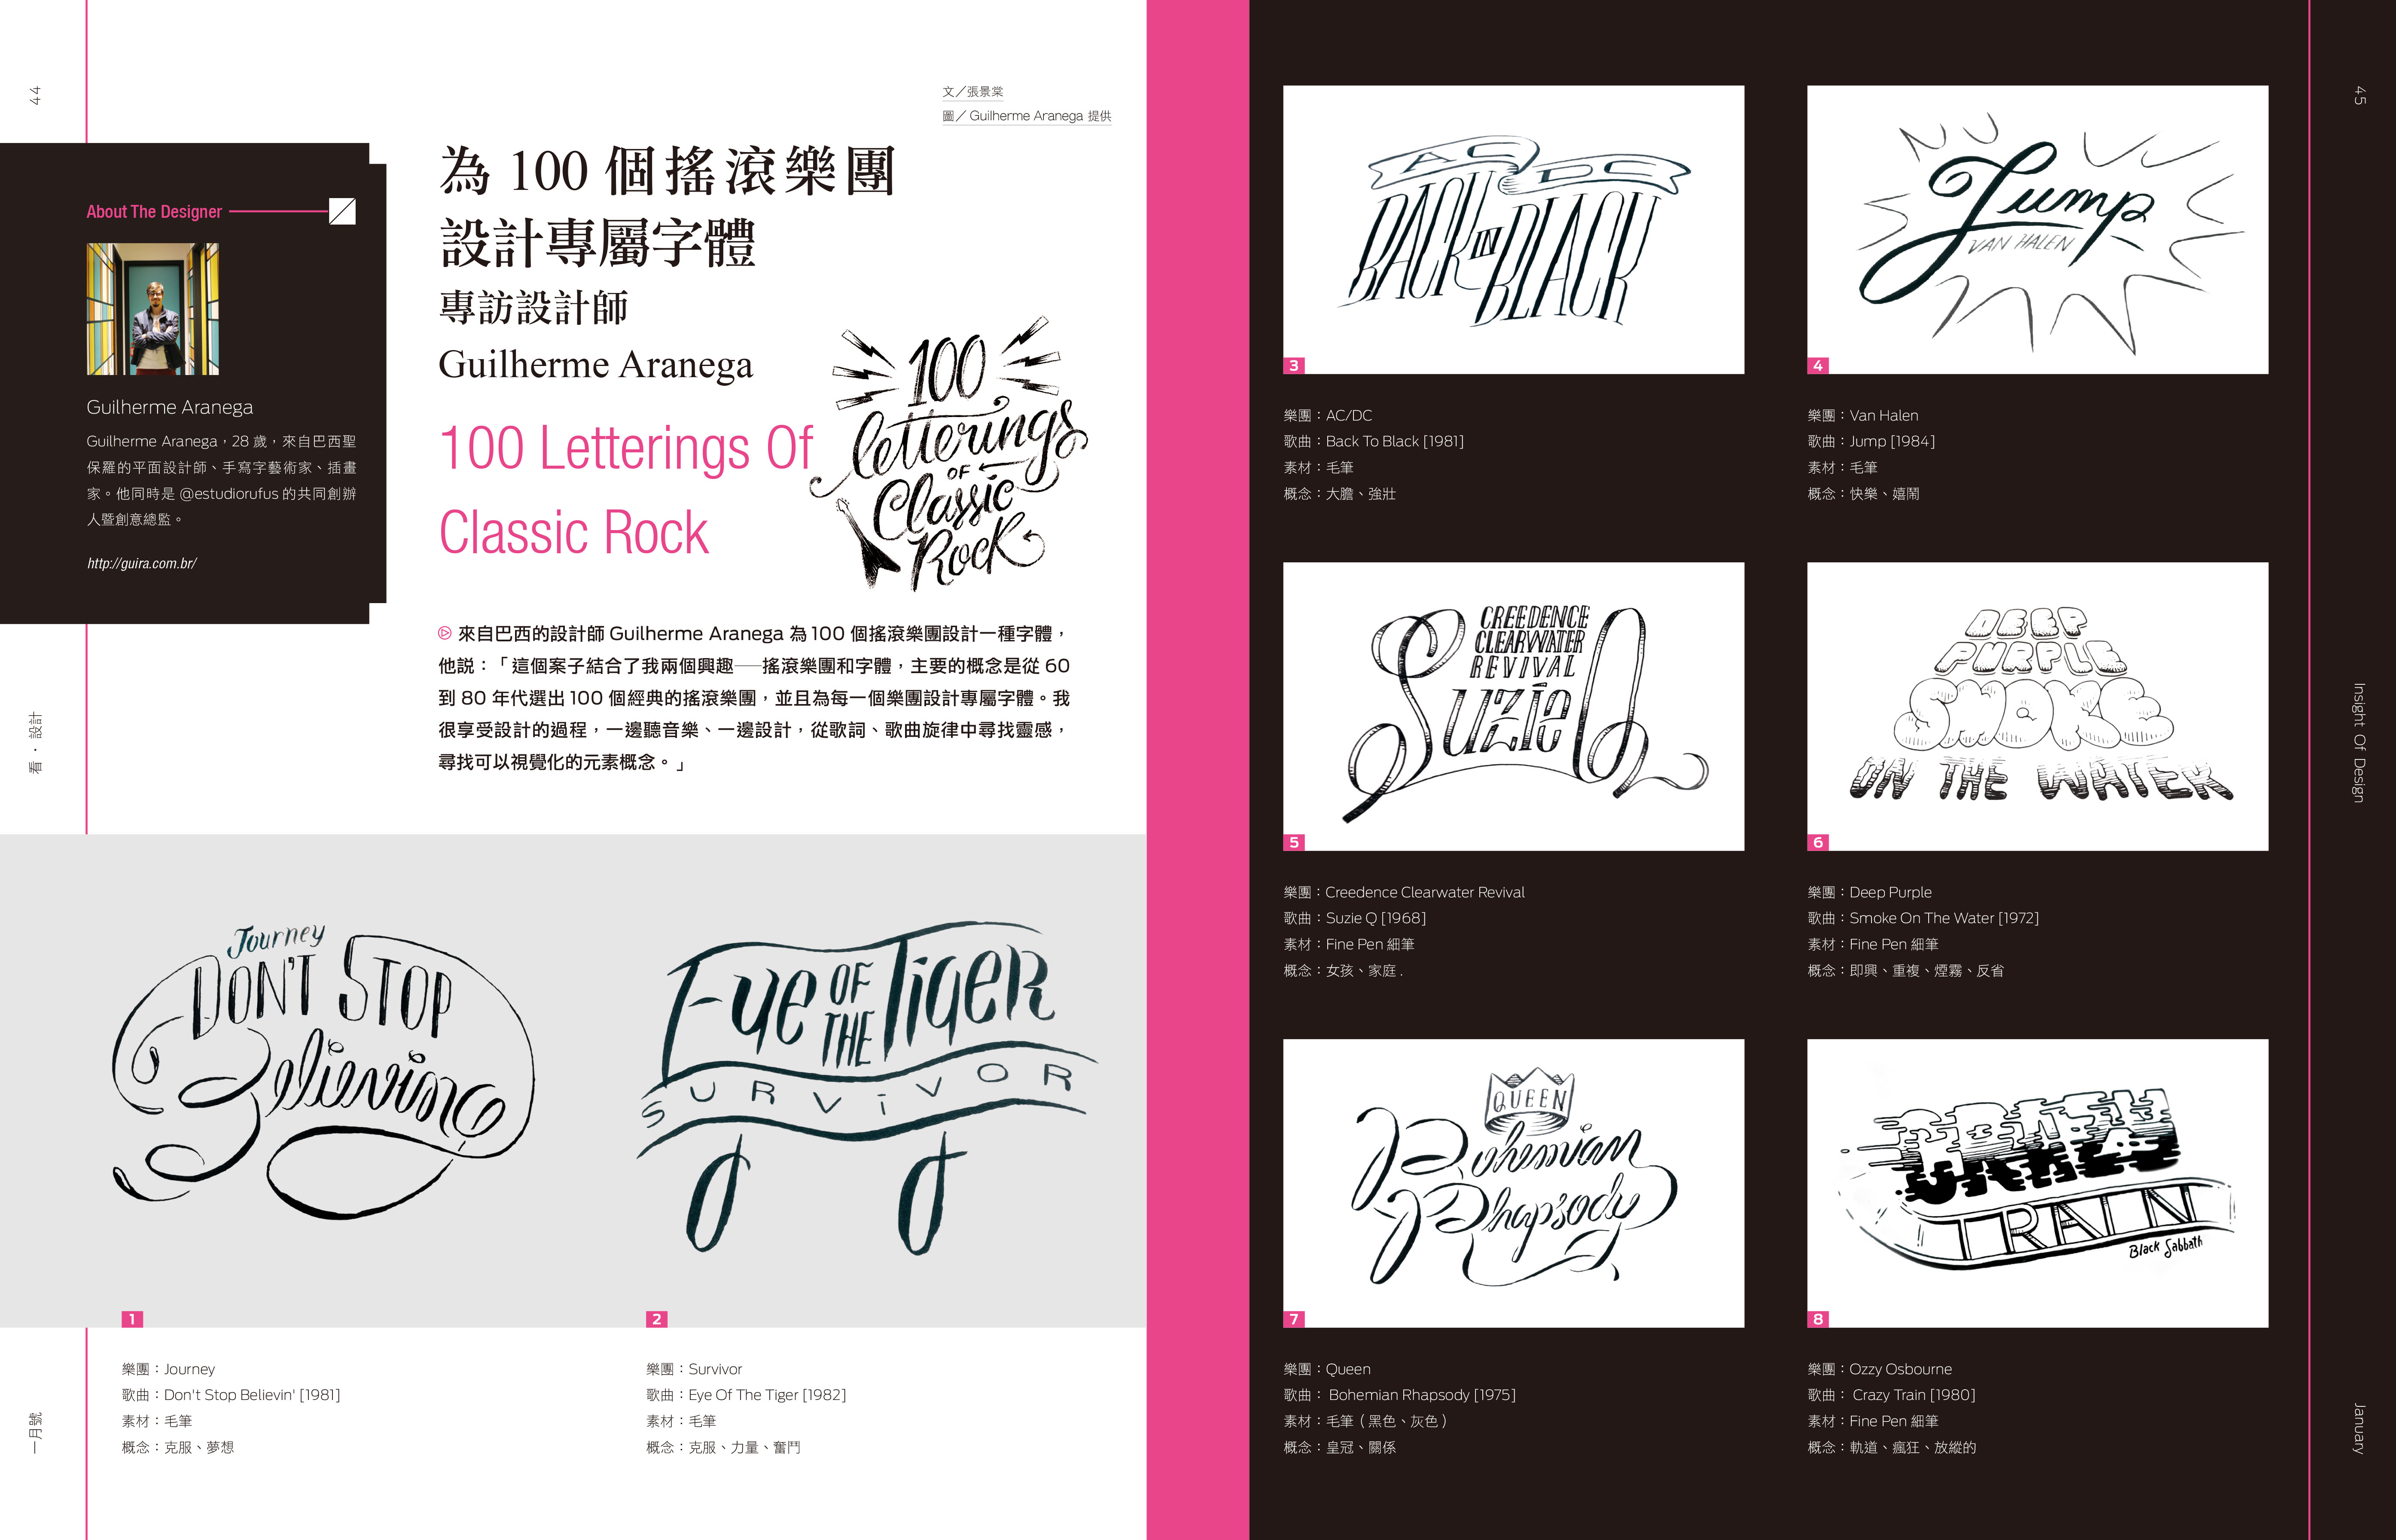 44
文／張景棠
圖／Guilherme Aranega 提供
About The Designer
Guilherme Aranega
Guilherme Aranega，28 歲，來自巴西聖
保羅的平面設計師、手寫字藝術家、插畫
家。他同時是 @estudiorufus 的共同創辦
人暨創意總監。
http://guira.com.br/
為 100 個搖滾樂團
設計專屬字體
專訪設計師
Guilherme Aranega
100 Letterings Of
Classic Rock
100
letterings
OF
Classic
Rock
來自巴西的設計師 Guilherme Aranega 為 100 個搖滾樂團設計一種字體，
他說：「這個案子結合了我兩個興趣──搖滾樂團和字體，主要的概念是從 60
到 80 年代選出 100 個經典的搖滾樂團，並且為每一個樂團設計專屬字體。我
很享受設計的過程，一邊聽音樂、一邊設計，從歌詞、歌曲旋律中尋找靈感，
尋找可以視覺化的元素概念。」
看・設計
Journey
DON'T STOP
Believing
1
樂團：Journey
歌曲：Don't Stop Believin' [1981]
素材：毛筆
概念：克服、夢想
Eye OF THE Tiger
SURViVOR
2
樂團：Survivor
歌曲：Eye Of The Tiger [1982]
素材：毛筆
概念：克服、力量、奮鬥
一月號
45
AC DC
BACK IN BLACK
3
樂團：AC/DC
歌曲：Back To Black [1981]
素材：毛筆
概念：大膽、強壯
Jump
VAN HALEN
4
樂團：Van Halen
歌曲：Jump [1984]
素材：毛筆
概念：快樂、嬉鬧
CREEDENCE
CLEARWATER
REVIVAL
SUZIE Q
5
樂團：Creedence Clearwater Revival
歌曲：Suzie Q [1968]
素材：Fine Pen 細筆
概念：女孩、家庭 .
DEEP
PURPLE
SMOKE
ON THE WATER
6
樂團：Deep Purple
歌曲：Smoke On The Water [1972]
素材：Fine Pen 細筆
概念：即興、重複、煙霧、反省
Insight Of Design
QUEEN
Bohemian
Rhapsody
7
樂團：Queen
歌曲： Bohemian Rhapsody [1975]
素材：毛筆（黑色、灰色）
概念：皇冠、關係
CRAZY
TRAIN
Black Sabbath
8
樂團：Ozzy Osbourne
歌曲： Crazy Train [1980]
素材：Fine Pen 細筆
概念：軌道、瘋狂、放縱的
January